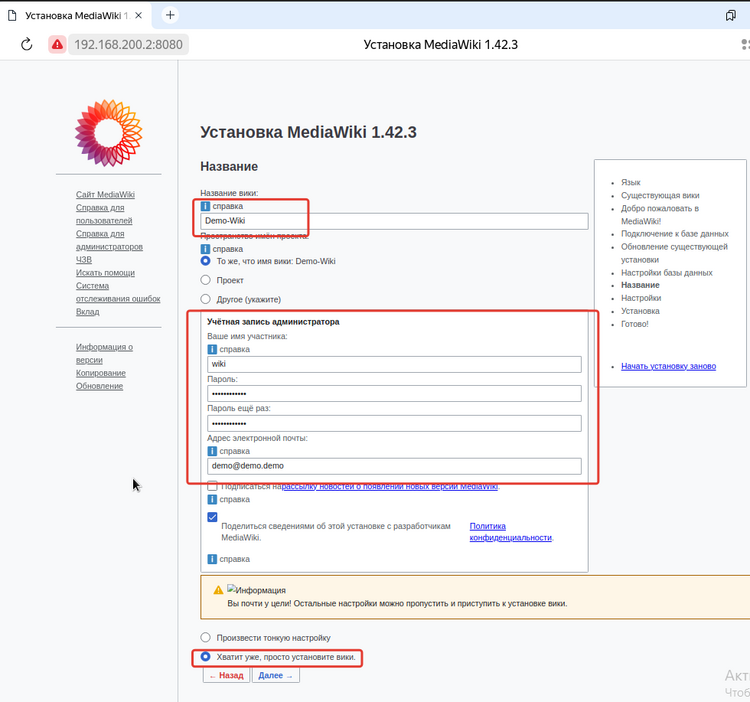 Установка MediaWiki 1
192.168.200.2:8080
Установка MediaWiki 1.42.3
Сайт MediaWiki
Справка для
пользователей
Справка для
администраторов
ЧЗВ
Искать помощи
Система
отслеживания ошибок
Вклад
Информация о
версии
Копирование
Обновление
Установка MediaWiki 1.42.3
Название
Название вики:
справка
Demo-Wiki
Пространство имён проекта:
справка
То же, что имя вики: Demo-Wiki
Проект
Другое (укажите)
Учётная запись администратора
Ваше имя участника:
справка
wiki
Пароль:
••••••••••••
Пароль ещё раз:
••••••••••••
Адрес электронной почты:
справка
demo@demo.demo
Подписаться на рассылку новостей о появлении новых версий MediaWiki.
справка
Поделиться сведениями об этой установке с разработчикам
MediaWiki.
Политика
конфиденциальности.
справка
Информация
Вы почти у цели! Остальные настройки можно пропустить и приступить к установке вики.
Произвести тонкую настройку
Хватит уже, просто установите вики.
← Назад
Далее →
Язык
Существующая вики
Добро пожаловать в
MediaWiki!
Подключение к базе данных
Обновление существующей
установки
Настройки базы данных
Название
Настройки
Установка
Готово!
Начать установку заново
Акт
Чтоб